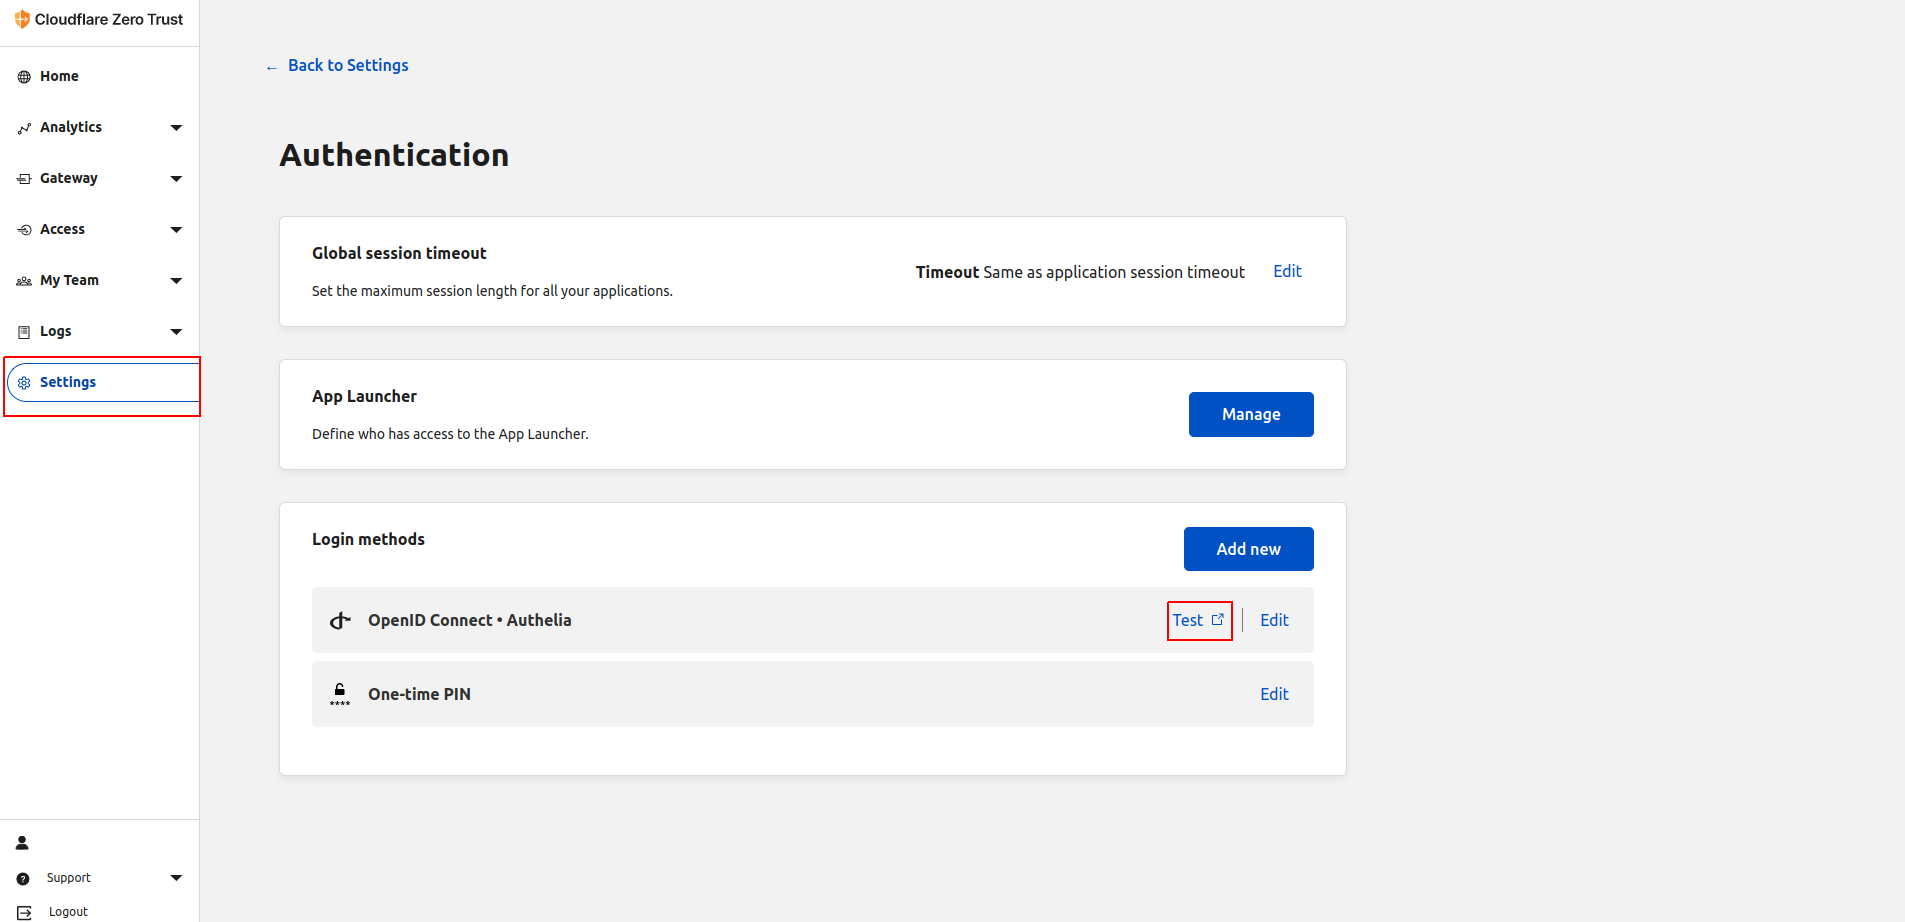 Cloudflare Zero Trust
Home
Analytics
Gateway
Access
My Team
Logs
Settings
Support
Logout
← Back to Settings
Authentication
Global session timeout
Set the maximum session length for all your applications.
Timeout Same as application session timeout
Edit
App Launcher
Define who has access to the App Launcher.
Manage
Login methods
Add new
OpenID Connect • Authelia
Test
Edit
One-time PIN
Edit